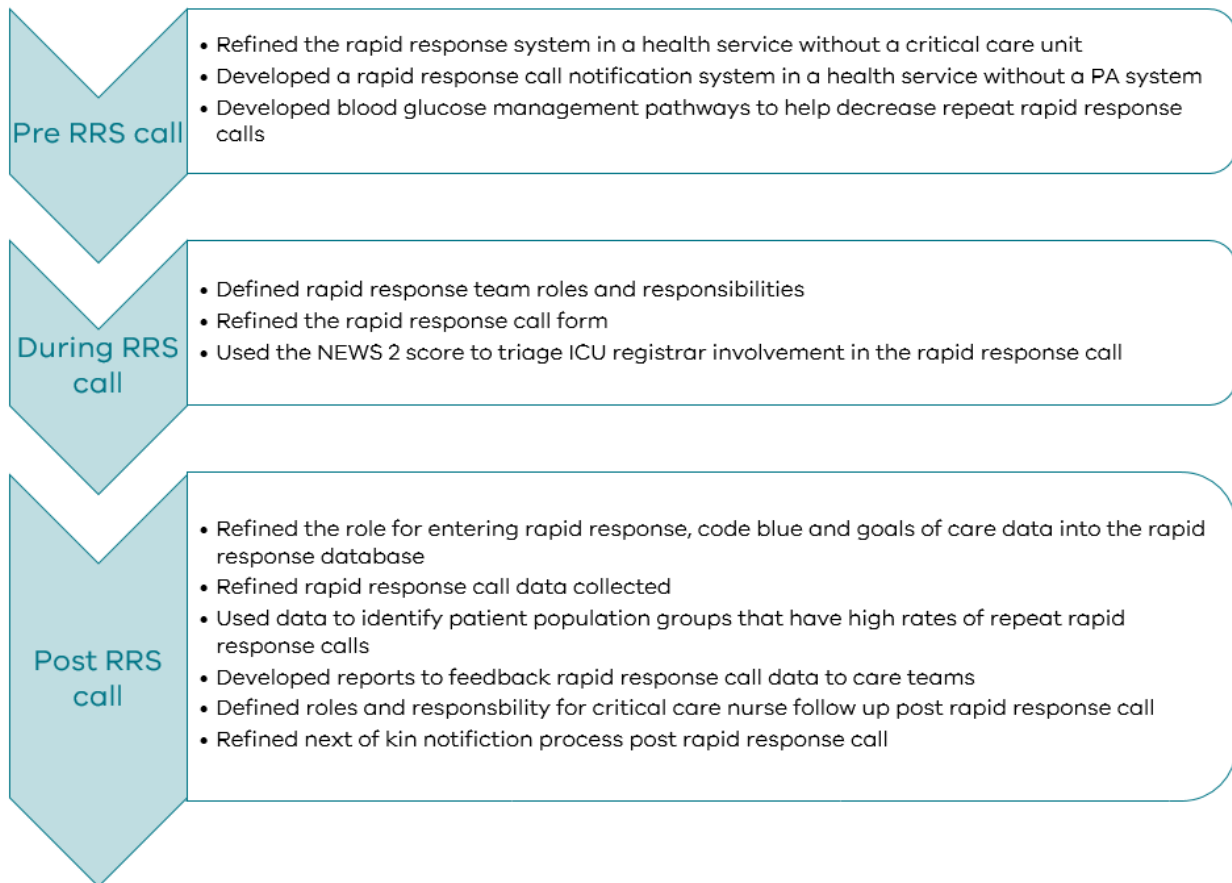 Pre RRS call
• Refined the rapid response system in a health service without a critical care unit
• Developed a rapid response call notification system in a health service without a PA system
• Developed blood glucose management pathways to help decrease repeat rapid response
calls
During RRS
call
• Defined rapid response team roles and responsibilities
• Refined the rapid response call form
• Used the NEWS 2 score to triage ICU registrar involvement in the rapid response call
Post RRS
call
• Refined the role for entering rapid response, code blue and goals of care data into the rapid
response database
• Refined rapid response call data collected
• Used data to identify patient population groups that have high rates of repeat rapid
response calls
• Developed reports to feedback rapid response call data to care teams
• Defined roles and responsbility for critical care nurse follow up post rapid response call
• Refined next of kin notifiction process post rapid response call